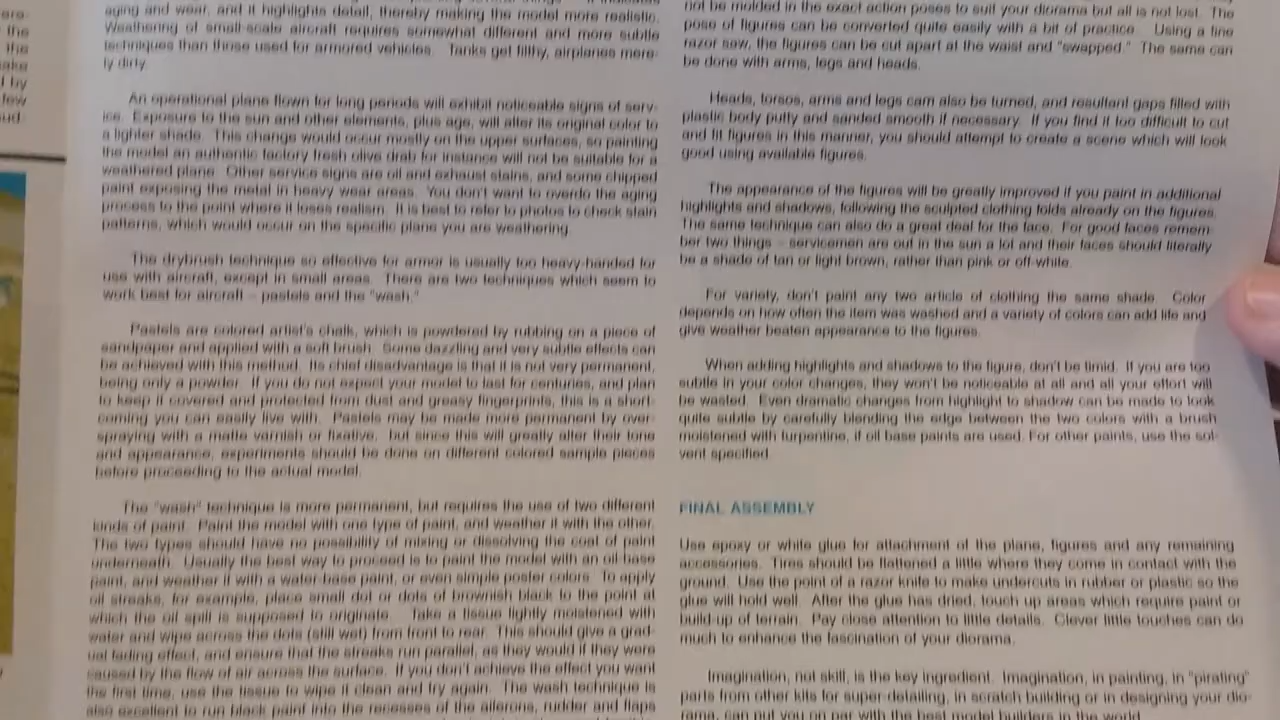 aging and wear, and it highlights detail, thereby making the model more realistic.
Weathering of small-scale aircraft requires somewhat different and more subtle
techniques than those used for armored vehicles. Tanks get filthy, airplanes mere-
ly dirty.
An operational plane flown for long periods will exhibit noticeable signs of serv-
ice. Exposure to the sun and other elements, plus age, will alter its original color to
a lighter shade. This change would occur mostly on the upper surfaces, so painting
the model an authentic factory fresh olive drab for instance will not be suitable for a
weathered plane. Other service signs are oil and exhaust stains, and some chipped
paint exposing the metal in heavy wear areas. You don't want to overdo the aging
process to the point where it loses realism. It is best to refer to photos to check stain
patterns, which would occur on the specific plane you are weathering.
The drybrush technique so effective for armor is usually too heavy-handed for
use with aircraft, except in small areas. There are two techniques which seem to
work best for aircraft – pastels and the "wash."
Pastels are colored artist's chalk, which is powdered by rubbing on a piece of
sandpaper and applied with a soft brush. Some dazzling and very subtle effects can
be achieved with this method. Its chief disadvantage is that it is not very permanent,
being only a powder. If you do not expect your model to last for centuries, and plan
to keep it covered and protected from dust and greasy fingerprints, this is a short-
coming you can easily live with. Pastels may be made more permanent by over-
spraying with a matte varnish or fixative, but since this will greatly alter their tone
and appearance, experiments should be done on different colored sample pieces
before proceeding to the actual model.
The "wash" technique is more permanent, but requires the use of two different
kinds of paint. Paint the model with one type of paint, and weather it with the other.
The two types should have no possibility of mixing or dissolving the coat of paint
underneath. Usually the best way to proceed is to paint the model with an oil base
paint, and weather if with a water-base paint, or even simple poster colors. To apply
oil streaks, for example, place small dot or dots of brownish black to the point at
which the oil spill is supposed to originate. Take a tissue lightly moistened with
water and wipe across the dots (still wet) from front to rear. This should give a grad-
ual fading effect, and ensure that the streaks run parallel, as they would if they were
caused by the flow of air across the surface. If you don't achieve the effect you want
the first time, use the tissue to wipe it clean and try again. The wash technique is
also excellent to run black paint into the recesses of the ailerons, rudder and flaps
not be molded in the exact action poses to suit your diorama but all is not lost. The
pose of figures can be converted quite easily with a bit of practice. Using a fine
razor saw, the figures can be cut apart at the waist and "swapped." The same can
be done with arms, legs and heads.
Heads, torsos, arms and legs cam also be turned, and resultant gaps filled with
plastic body putty and sanded smooth if necessary. If you find it too difficult to cut
and fit figures in this manner, you should attempt to create a scene which will look
good using available figures.
The appearance of the figures will be greatly improved if you paint in additional
highlights and shadows, following the sculpted clothing folds already on the figures.
The same technique can also do a great deal for the face. For good faces remem-
ber two things – servicemen are out in the sun a lot and their faces should literally
be a shade of tan or light brown, rather than pink or off-white.
For variety, don't paint any two article of clothing the same shade. Color
depends on how often the item was washed and a variety of colors can add life and
give weather beaten appearance to the figures.
When adding highlights and shadows to the figure, don't be timid. If you are too
subtle in your color changes, they won't be noticeable at all and all your effort will
be wasted. Even dramatic changes from highlight to shadow can be made to look
quite subtle by carefully blending the edge between the two colors with a brush
moistened with turpentine, if oil base paints are used. For other paints, use the sol-
vent specified.
FINAL ASSEMBLY
Use epoxy or white glue for attachment of the plane, figures and any remaining
accessories. Tires should be flattened a little where they come in contact with the
ground. Use the point of a razor knife to make undercuts in rubber or plastic so the
glue will hold well. After the glue has dried, touch up areas which require paint or
build-up of terrain. Pay close attention to little details. Clever little touches can do
much to enhance the fascination of your diorama.
Imagination, not skill, is the key ingredient. Imagination, in painting, in "pirating"
parts from other kits for super-detailing, in scratch building or in designing your dio-
rama, can put you on par with the best model builders in the world.